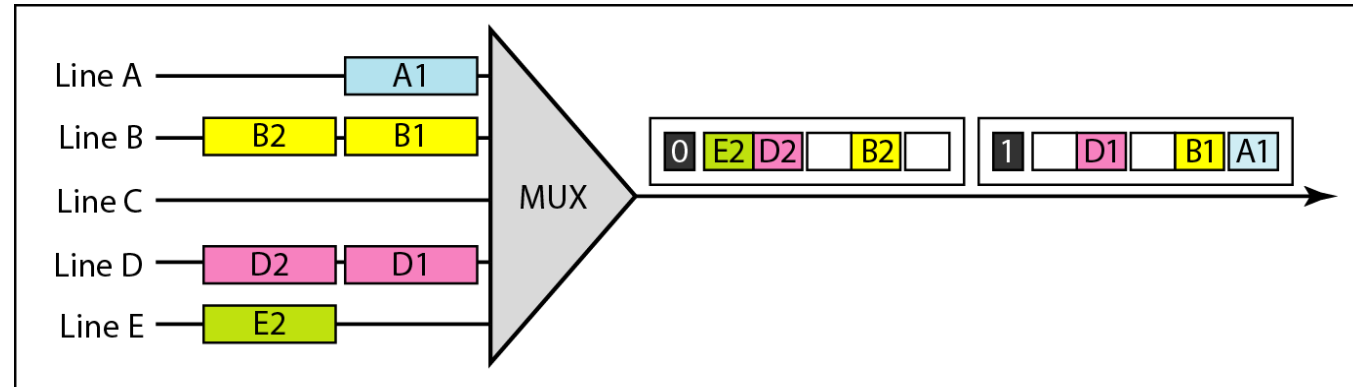 Line A A1
Line B B2 B1
Line C
Line D D2 D1
Line E E2
MUX
0 E2 D2 B2
1 D1 B1 A1